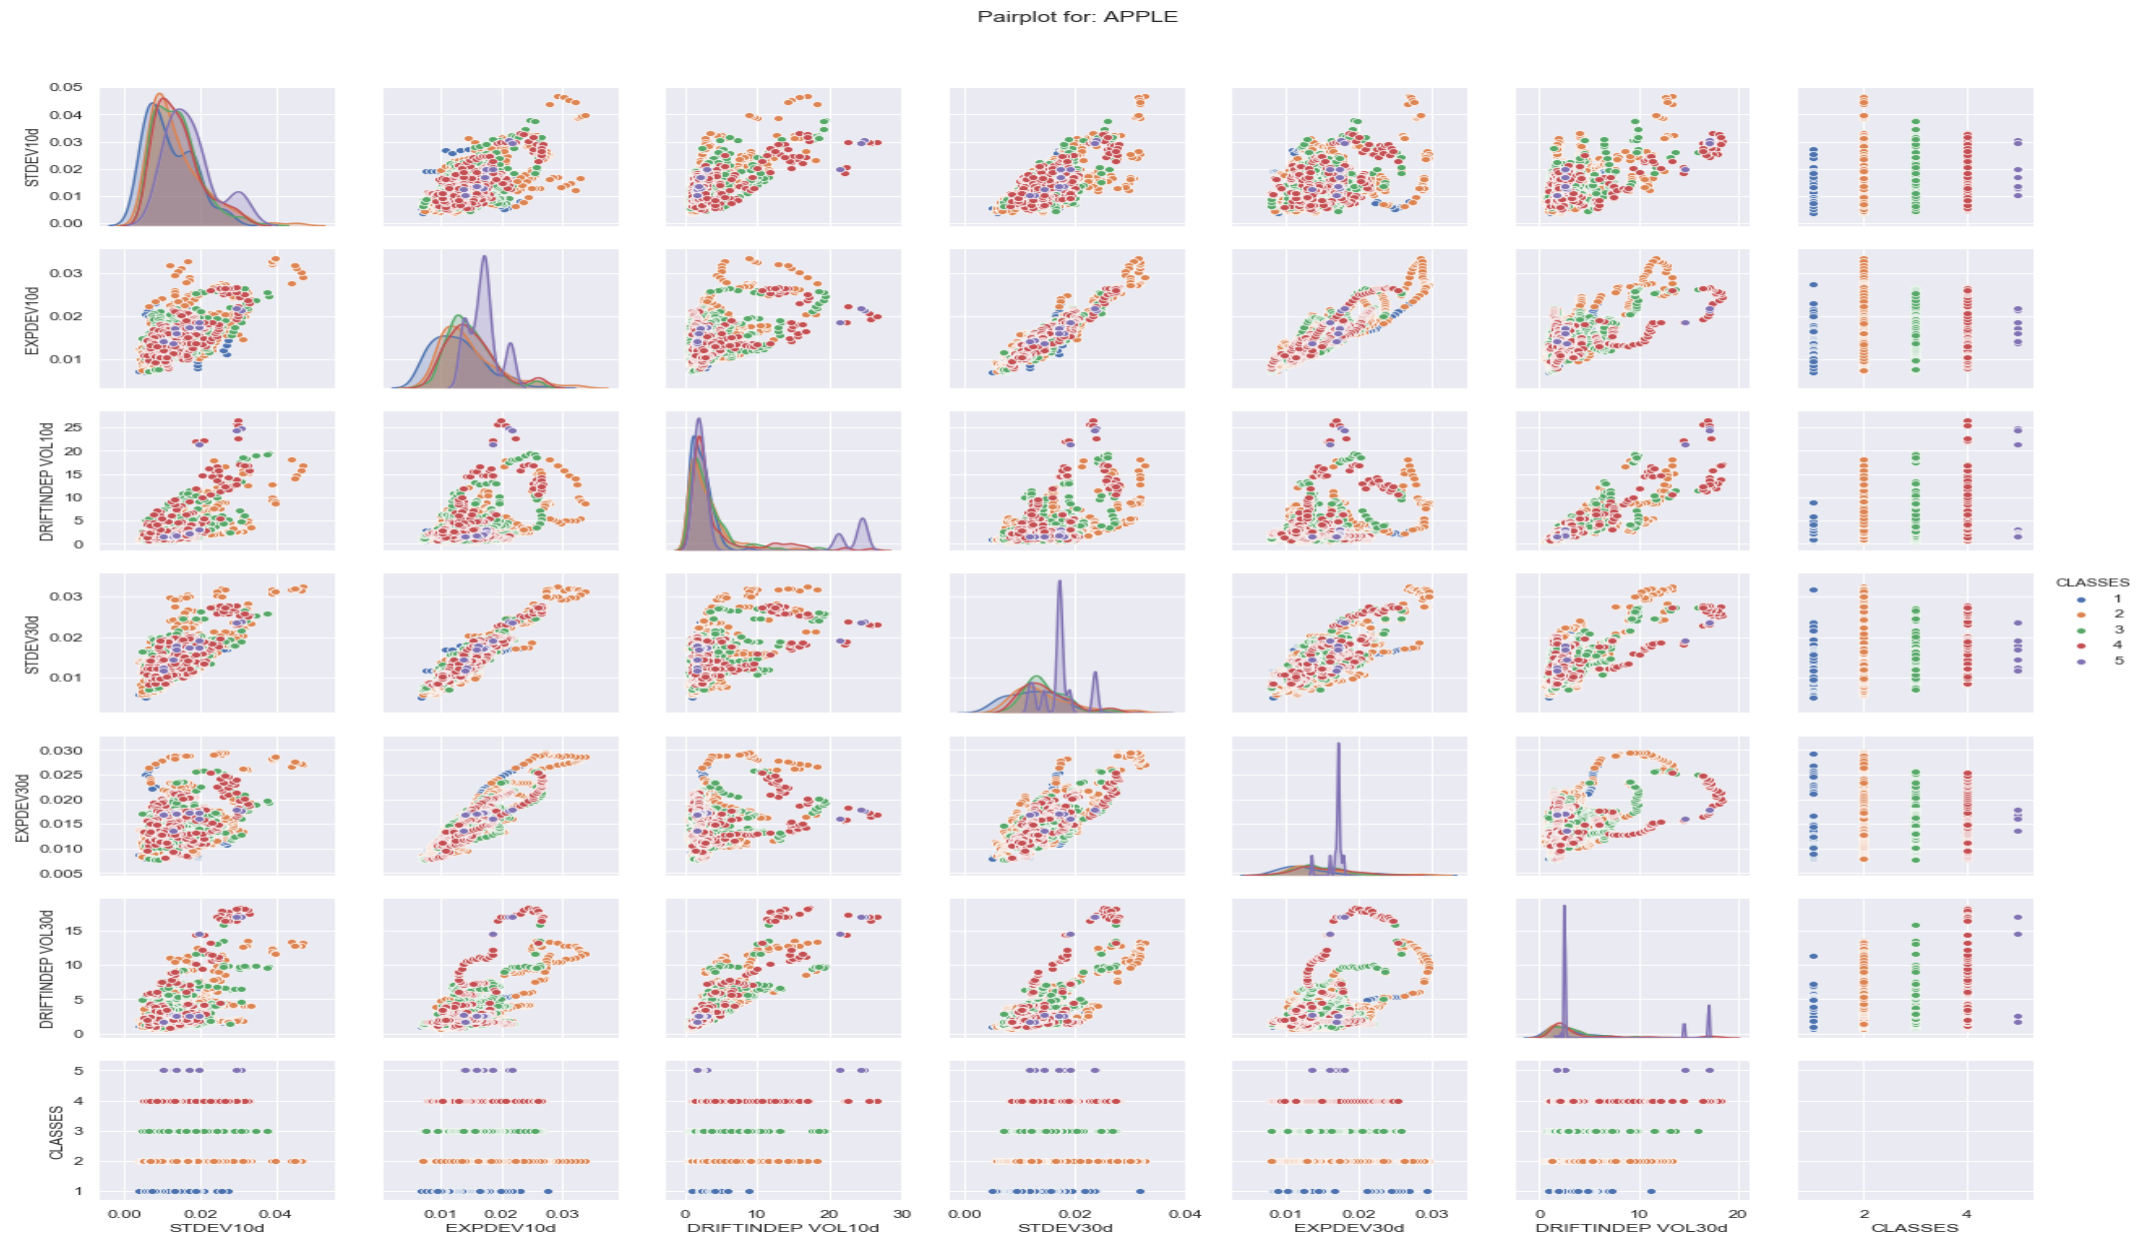 Pairplot for: APPLE
0.05
0.04
0.03
0.02
0.01
0.00
STDEV10d
0.03
0.02
0.01
EXPDEV10d
25
20
15
10
5
0
DRIFTINDEP VOL10d
0.03
0.02
0.01
STDEV30d
0.030
0.025
0.020
0.015
0.010
0.005
EXPDEV30d
15
10
5
0
DRIFTINDEP VOL30d
5
4
3
2
1
CLASSES
0.00 0.02 0.04
STDEV10d
0.01 0.02 0.03
EXPDEV10d
0 10 20 30
DRIFTINDEP VOL10d
0.00 0.02 0.04
STDEV30d
0.01 0.02 0.03
EXPDEV30d
0 10 20
DRIFTINDEP VOL30d
2 4
CLASSES
CLASSES
1
2
3
4
5